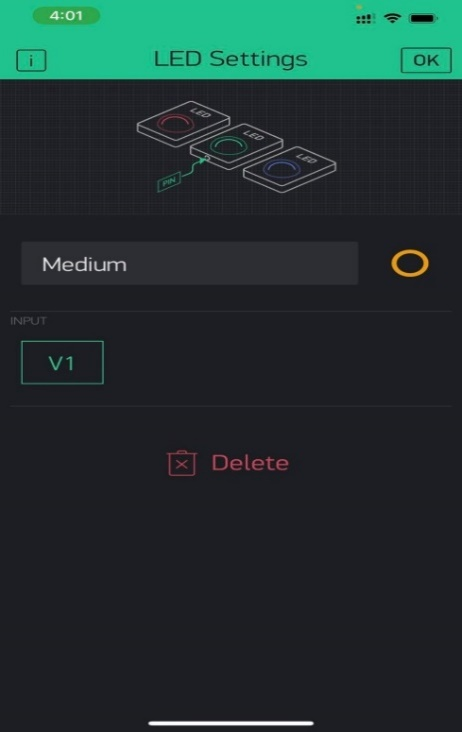 4:01
i
LED Settings
OK
LED
LED
LED
PIN
Medium
INPUT
V1
Delete